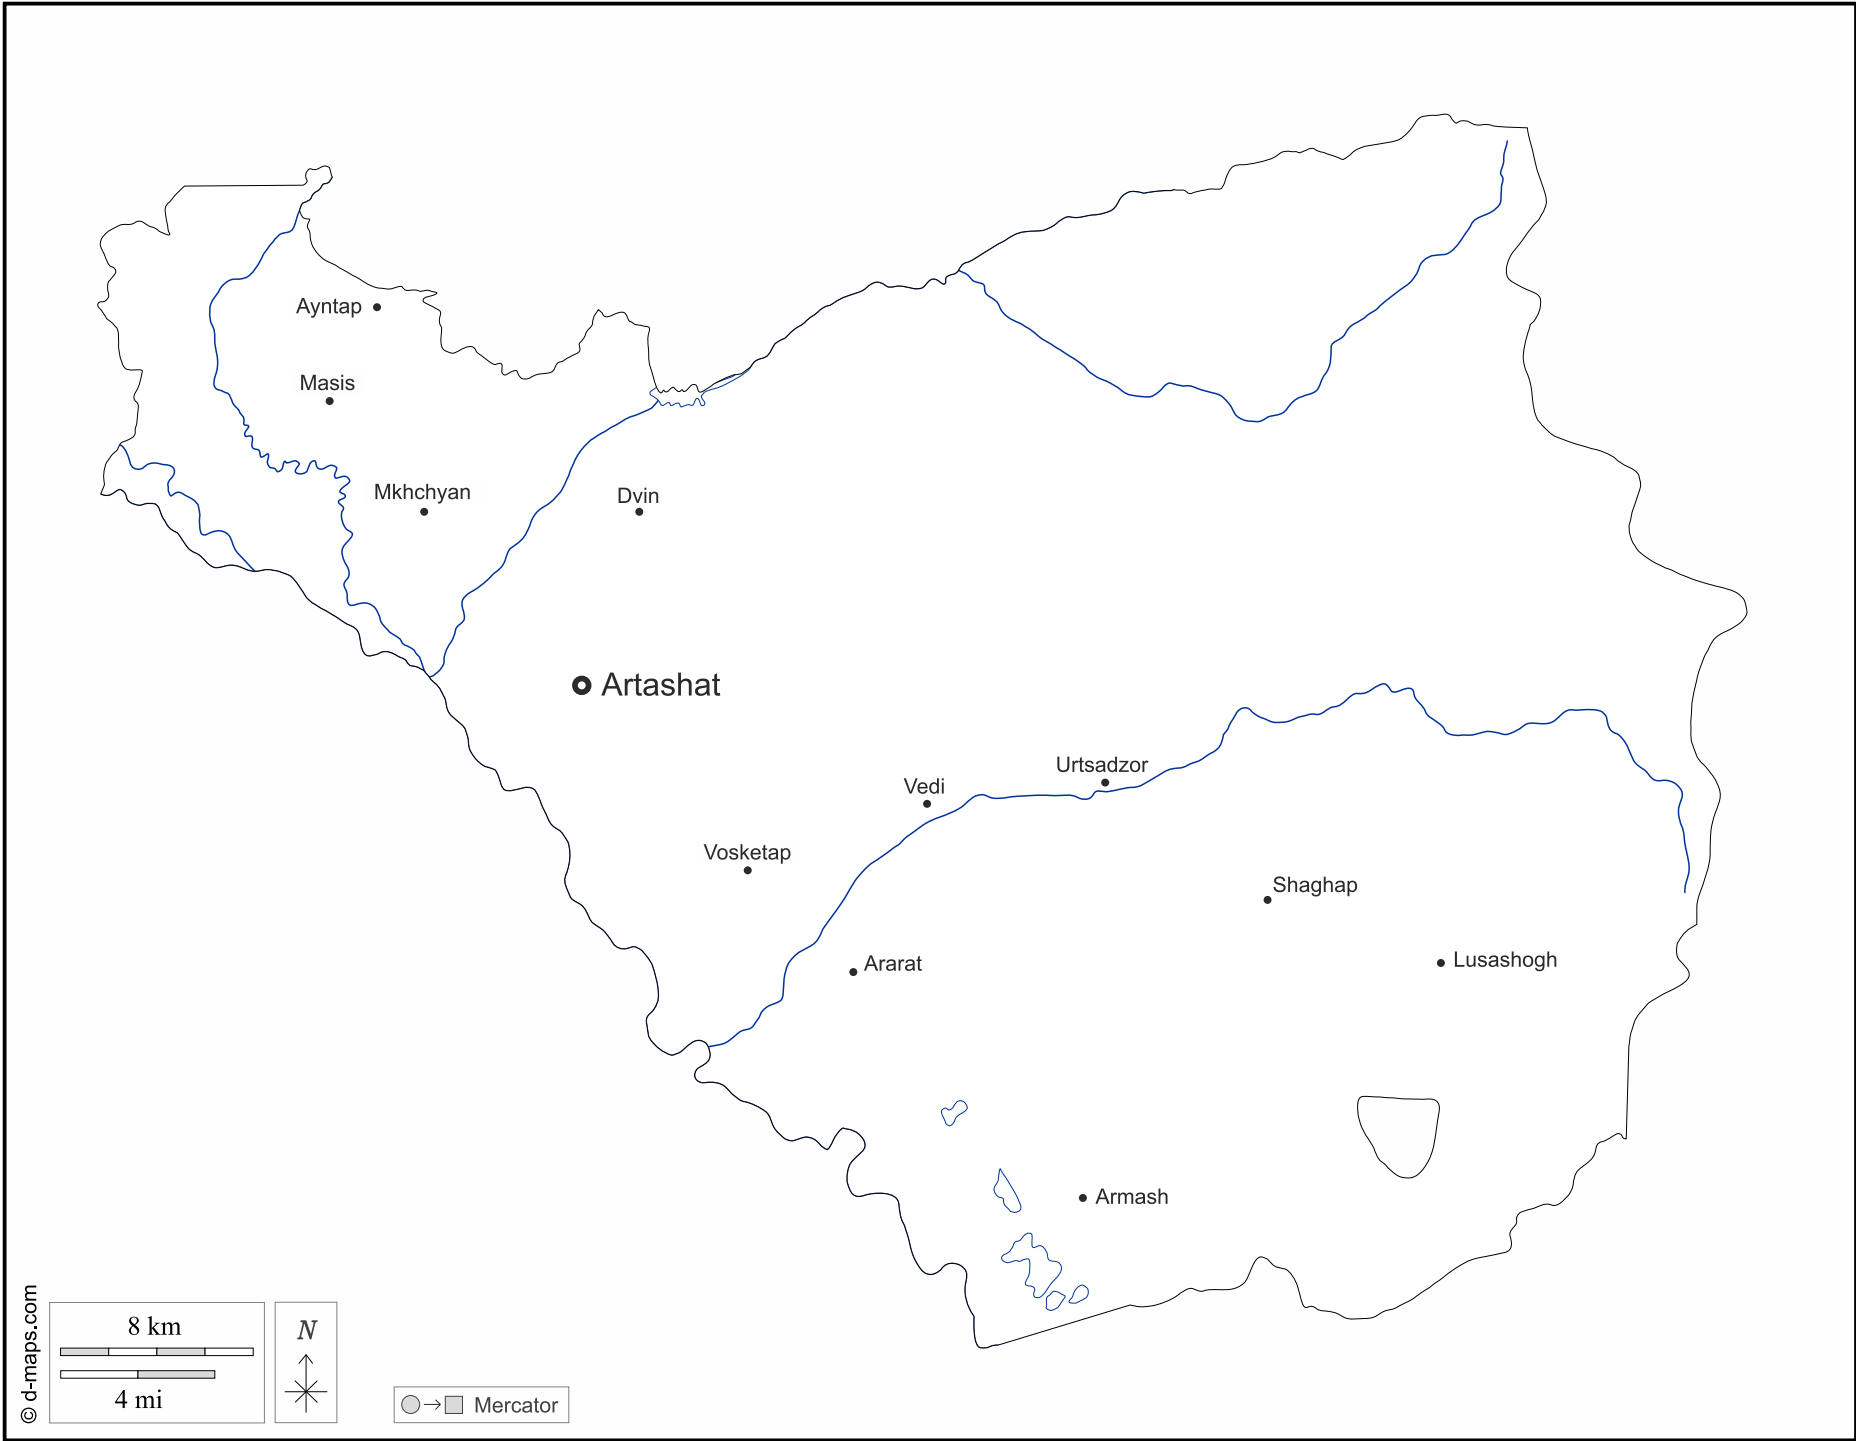 Ayntap
Masis
Mkhchyan
Dvin
Artashat
Urtsadzor
Vedi
Vosketap
Shaghap
Ararat
Lusashogh
Armash
© d-maps.com
8 km
4 mi
N
Mercator